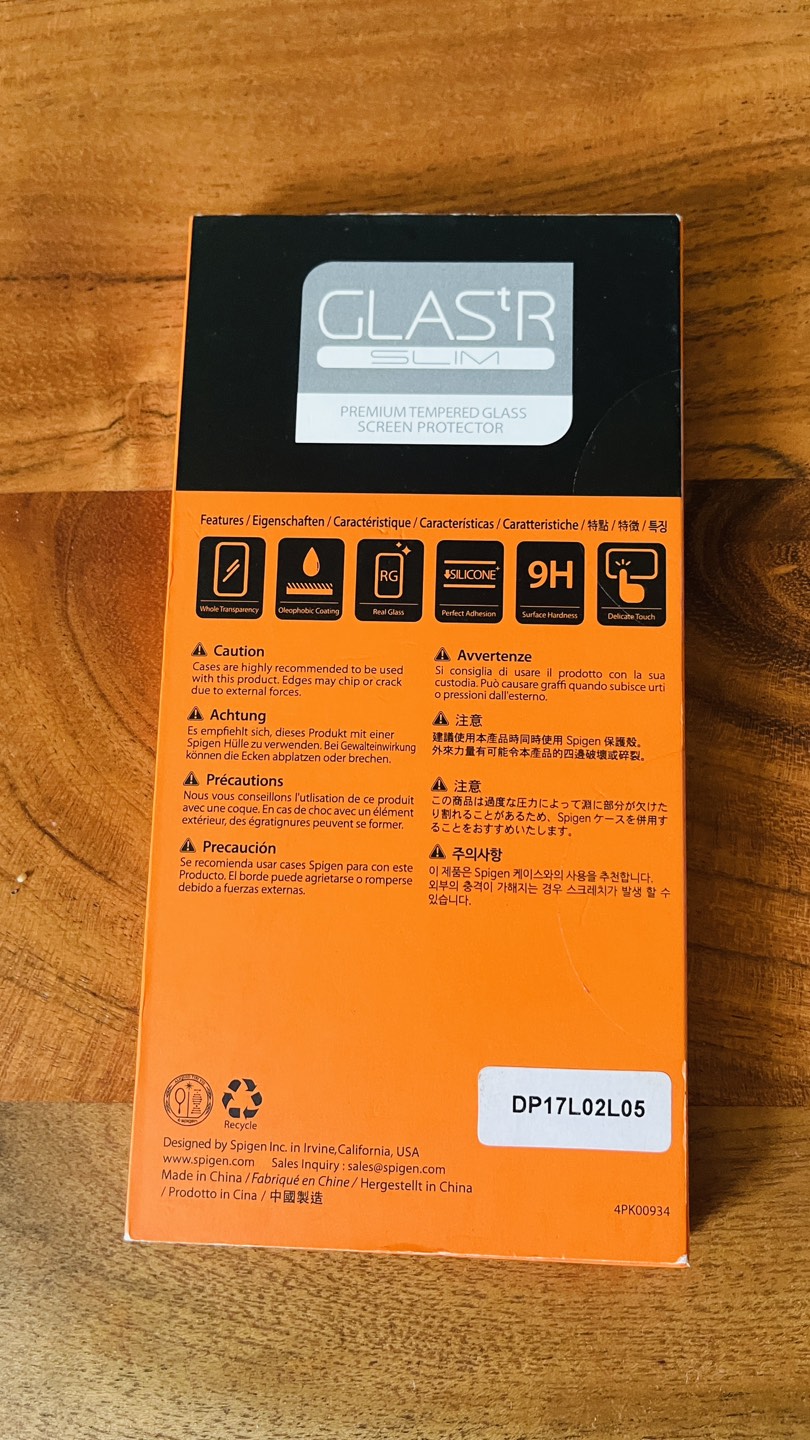 GLAStR
SLIM
PREMIUM TEMPERED GLASS
SCREEN PROTECTOR
Features / Eigenschaften / Caractéristique / Características / Caratteristiche / 特點 / 特徴 / 특징
Whole Transparency
Oleophobic Coating
RG
Real Glass
SILICONE+
Perfect Adhesion
9H
Surface Hardness
Delicate Touch
Caution
Cases are highly recommended to be used
with this product. Edges may chip or crack
due to external forces.
Achtung
Es empfiehlt sich, dieses Produkt mit einer
Spigen Hülle zu verwenden. Bei Gewalteinwirkung
können die Ecken abplatzen oder brechen.
Précautions
Nous vous conseillons l'utlisation de ce produit
avec une coque. En cas de choc avec un élément
extérieur, des égratignures peuvent se former.
Precaución
Se recomienda usar cases Spigen para con este
Producto. El borde puede agrietarse o romperse
debido a fuerzas externas.
Avvertenze
Si consiglia di usare il prodotto con la sua
custodia. Può causare graffi quando subisce urti
o pressioni dall'esterno.
注意
建議使用本產品時同時使用 Spigen 保護殼。
外來力量有可能令本產品的四邊破壞或碎裂。
注意
この商品は過度な圧力によって淵に部分が欠けた
り割れることがあるため、Spigen ケースを併用す
ることをおすすめいたします。
주의사항
이 제품은 Spigen 케이스와의 사용을 추천합니다.
외부의 충격이 가해지는 경우 스크레치가 발생 할 수
있습니다.
Recycle
DP17L02L05
Designed by Spigen Inc. in Irvine,California, USA
www.spigen.com Sales Inquiry : sales@spigen.com
Made in China / Fabriqué en Chine / Hergestellt in China
/ Prodotto in Cina / 中國製造
4PK00934